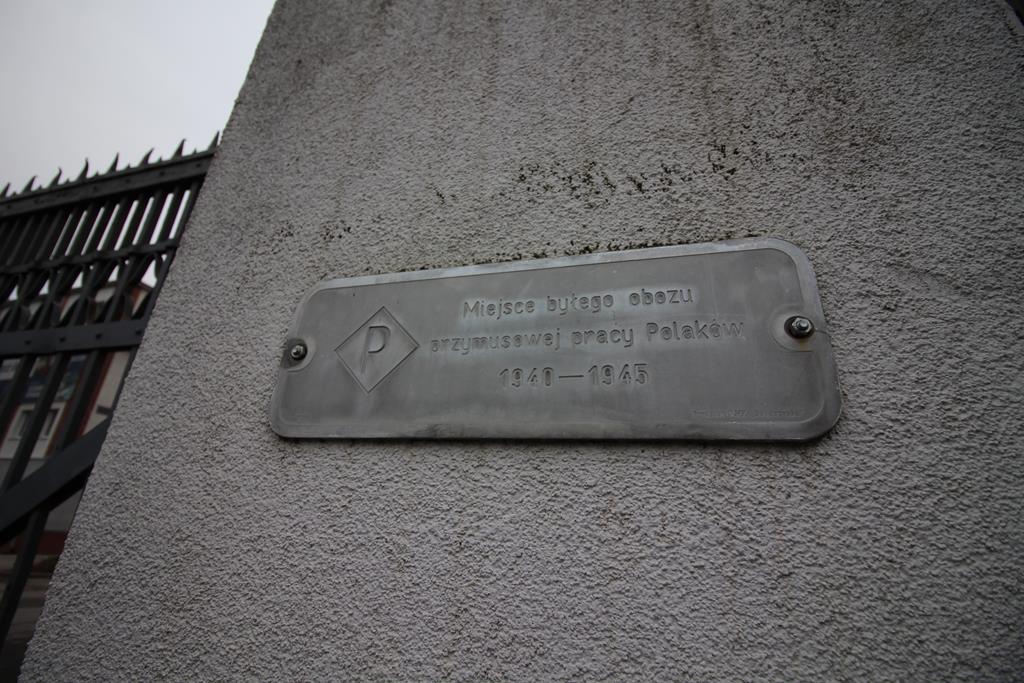 P
Miejsce byłego obozu
przymusowej pracy Polaków
1940—1945